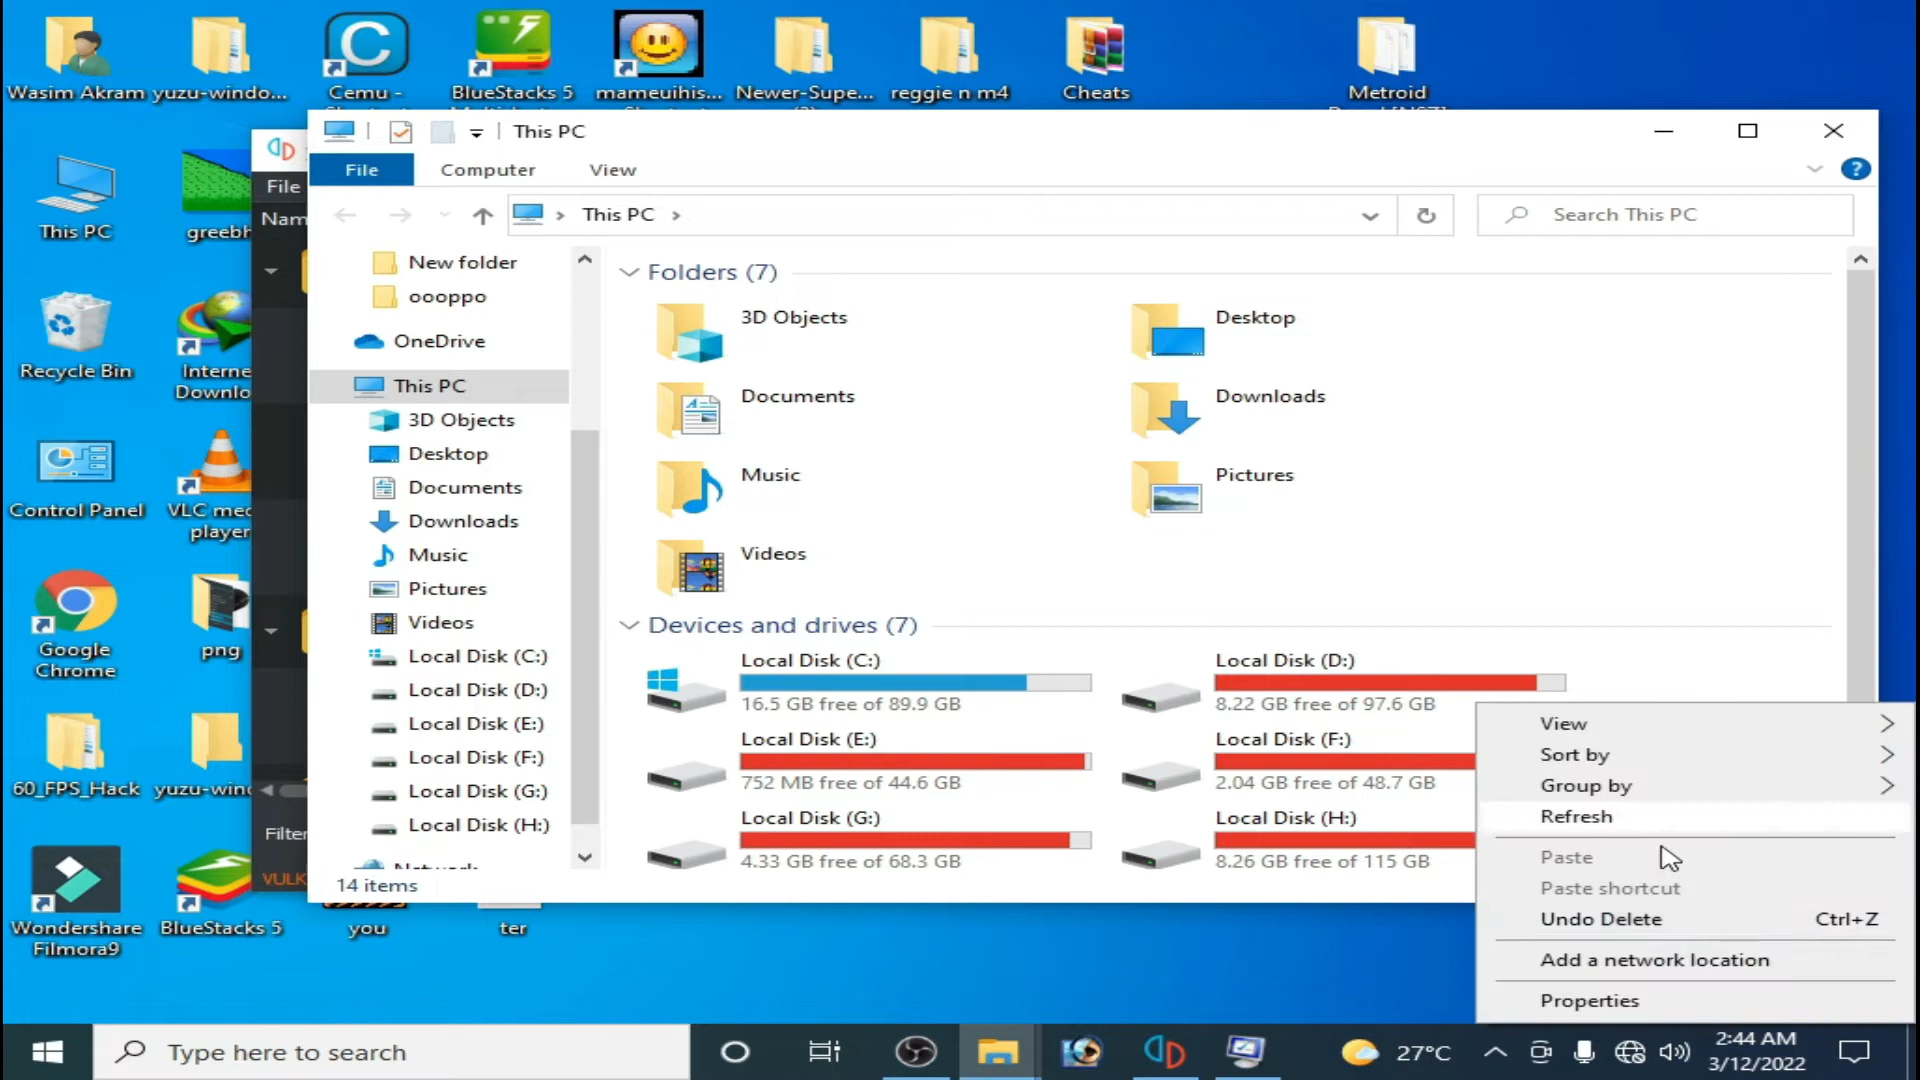 Wasim Akram
yuzu-windo...
Cemu -
BlueStacks 5
mameuihis...
Newer-Supe...
reggie n m4
Cheats
Metroid
This PC
File
Computer
View
?
This PC
Search This PC
This PC
greebh
File
Nam
Recycle Bin
Interne
Downlo
Control Panel
VLC med
player
Google
Chrome
png
60_FPS_Hack
yuzu-wind
Filter
VULK
Wondershare
Filmora9
BlueStacks 5
you
ter
New folder
oooppo
OneDrive
This PC
3D Objects
Desktop
Documents
Downloads
Music
Pictures
Videos
Local Disk (C:)
Local Disk (D:)
Local Disk (E:)
Local Disk (F:)
Local Disk (G:)
Local Disk (H:)
Network
14 items
Folders (7)
3D Objects
Desktop
Documents
Downloads
Music
Pictures
Videos
Devices and drives (7)
Local Disk (C:)
16.5 GB free of 89.9 GB
Local Disk (D:)
8.22 GB free of 97.6 GB
Local Disk (E:)
752 MB free of 44.6 GB
Local Disk (F:)
2.04 GB free of 48.7 GB
Local Disk (G:)
4.33 GB free of 68.3 GB
Local Disk (H:)
8.26 GB free of 115 GB
View
Sort by
Group by
Refresh
Paste
Paste shortcut
Undo Delete Ctrl+Z
Add a network location
Properties
Type here to search
27°C
2:44 AM
3/12/2022